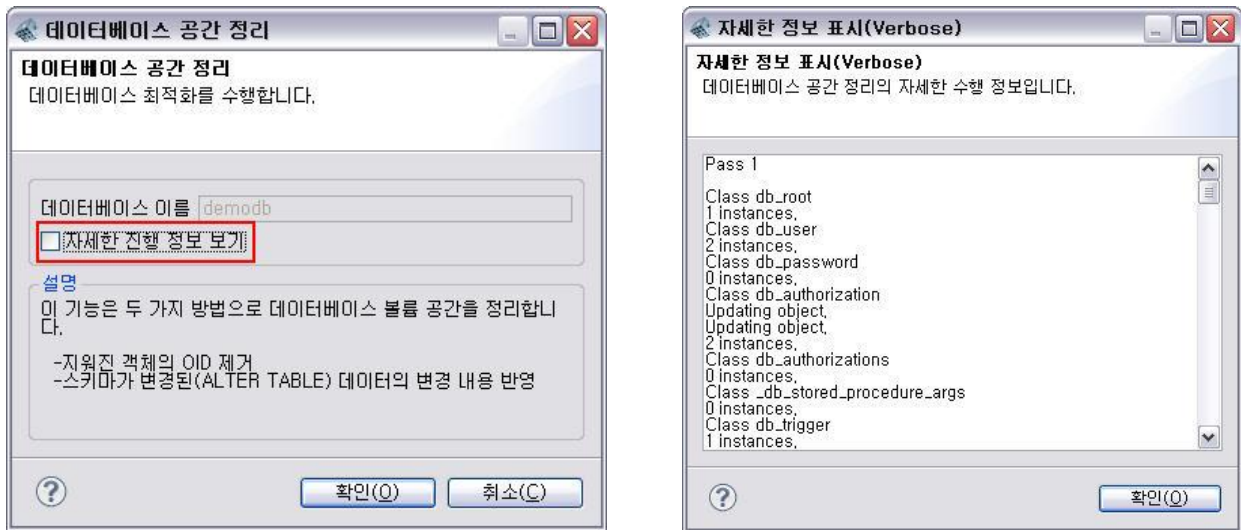 데이터베이스 공간 정리
데이터베이스 공간 정리
데이터베이스 최적화를 수행합니다.
데이터베이스 이름 demodb
자세한 진행 정보 보기
설명
이 기능은 두 가지 방법으로 데이터베이스 볼륨 공간을 정리합니
다.
-지워진 객체의 OID 제거
-스키마가 변경된(ALTER TABLE) 데이터의 변경 내용 반영
?
확인(O)
취소(C)
자세한 정보 표시(Verbose)
자세한 정보 표시(Verbose)
데이터베이스 공간 정리의 자세한 수행 정보입니다.
Pass 1
Class db_root
1 instances,
Class db_user
2 instances,
Class db_password
0 instances,
Class db_authorization
Updating object,
Updating object,
2 instances,
Class db_authorizations
0 instances,
Class _db_stored_procedure_args
0 instances,
Class db_trigger
1 instances,
?
확인(O)